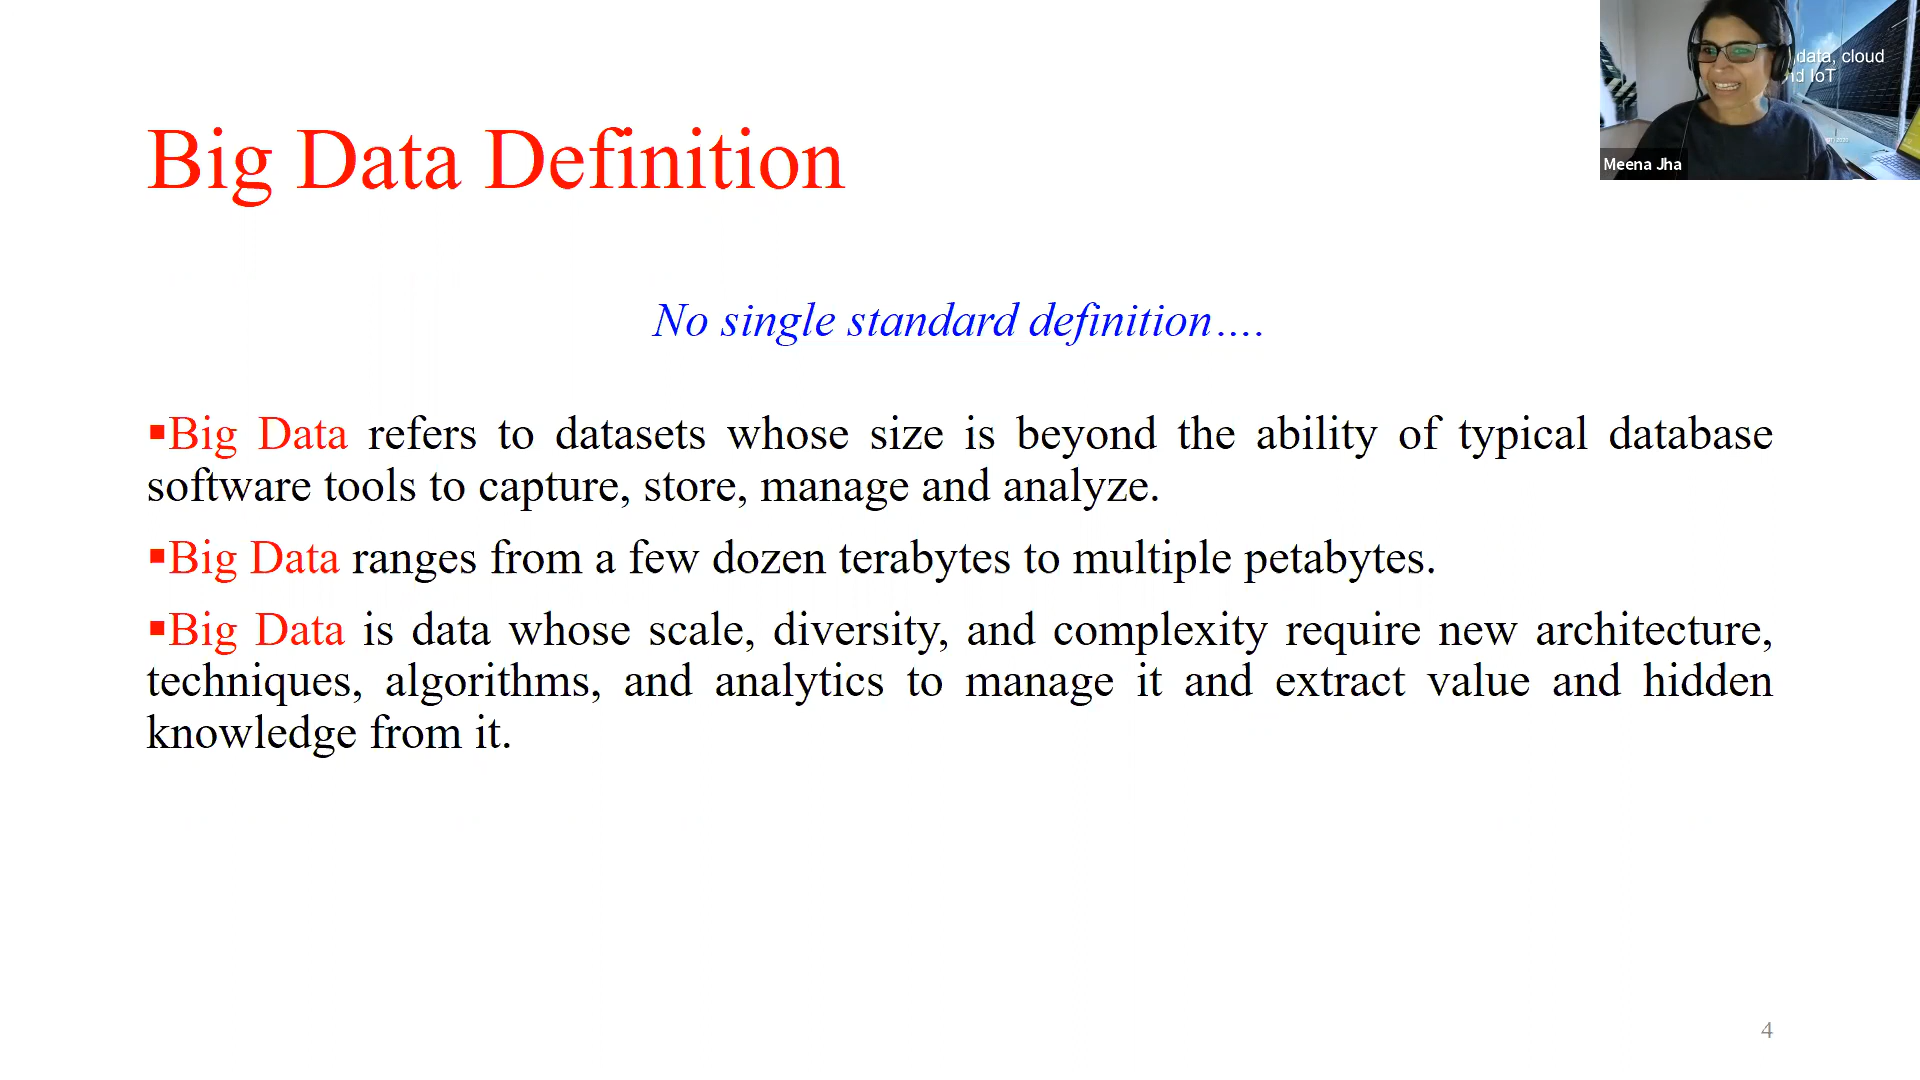 data, cloud
nd IoT
Meena Jha
Big Data Definition
No single standard definition….
▪Big Data refers to datasets whose size is beyond the ability of typical database
software tools to capture, store, manage and analyze.
▪Big Data ranges from a few dozen terabytes to multiple petabytes.
▪Big Data is data whose scale, diversity, and complexity require new architecture,
techniques, algorithms, and analytics to manage it and extract value and hidden
knowledge from it.
4